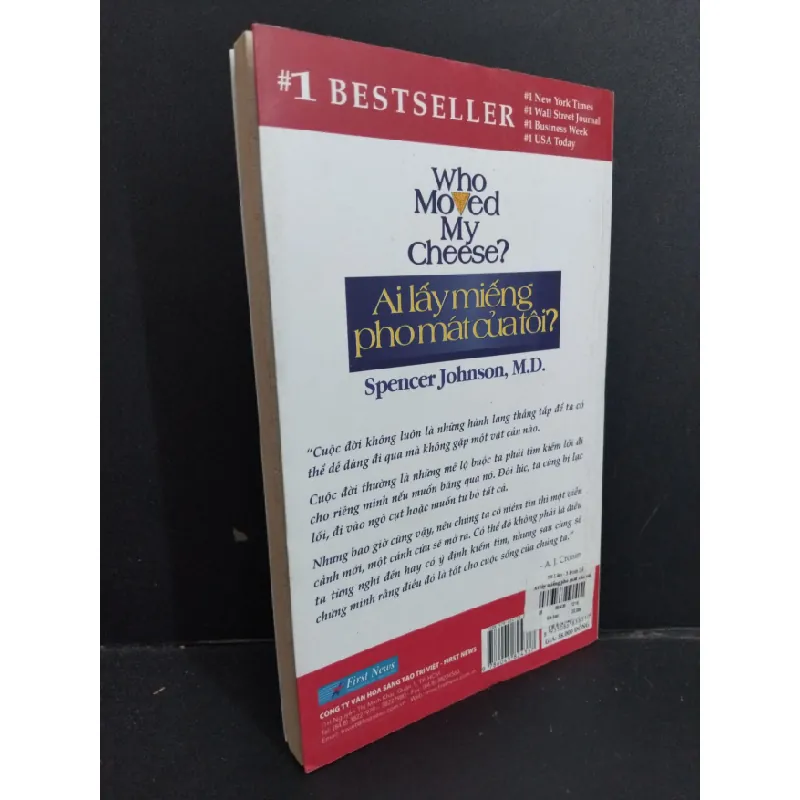 #1 BESTSELLER
#1 New York Times
#1 Wall Street Journal
#1 Business Week
#1 USA Today
Who
Moved
My
Cheese?
Ai lấy miếng
pho mát của tôi?
Spencer Johnson, M.D.
"Cuộc đời không luôn là những hành lang thẳng tắp để ta có
thể dễ dàng đi qua mà không gặp một vật cản nào.
Cuộc đời thường là những mê lộ buộc ta phải tìm kiếm lối đi
cho riêng mình nếu muốn băng qua nó. Đôi lúc, ta cũng bị lạc
lối, đi vào ngõ cụt hoặc muốn từ bỏ tất cả.
Nhưng bao giờ cũng vậy, nếu chúng ta có niềm tin thì một viễn
cảnh mới, một cánh cửa sẽ mở ra. Có thể đó không phải là điều
ta từng nghĩ đến hay có ý định kiếm tìm, nhưng sau cùng sẽ
chứng minh rằng điều đó là tốt cho cuộc sống của chúng ta."
- A. J. Cronin
First News
CÔNG TY VĂN HÓA SÁNG TẠO TRÍ VIỆT - FIRST NEWS